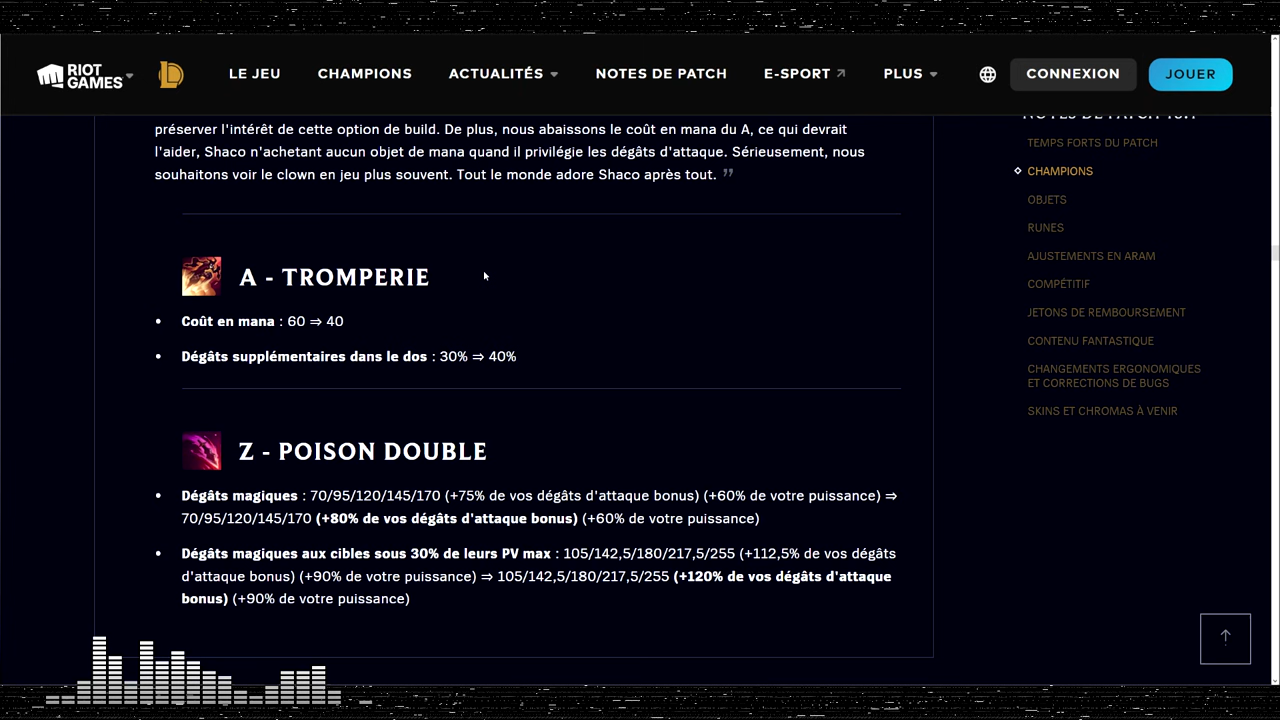 RIOT GAMES
LE JEU
CHAMPIONS
ACTUALITÉS
NOTES DE PATCH
E-SPORT
PLUS
CONNEXION
JOUER
préserver l'intérêt de cette option de build. De plus, nous abaissons le coût en mana du A, ce qui devrait
l'aider, Shaco n'achetant aucun objet de mana quand il privilégie les dégâts d'attaque. Sérieusement, nous
souhaitons voir le clown en jeu plus souvent. Tout le monde adore Shaco après tout. ”
A - TROMPERIE
• Coût en mana : 60 ⇒ 40
• Dégâts supplémentaires dans le dos : 30% ⇒ 40%
Z - POISON DOUBLE
• Dégâts magiques : 70/95/120/145/170 (+75% de vos dégâts d'attaque bonus) (+60% de votre puissance) ⇒
70/95/120/145/170 (+80% de vos dégâts d'attaque bonus) (+60% de votre puissance)
• Dégâts magiques aux cibles sous 30% de leurs PV max : 105/142,5/180/217,5/255 (+112,5% de vos dégâts
d'attaque bonus) (+90% de votre puissance) ⇒ 105/142,5/180/217,5/255 (+120% de vos dégâts d'attaque
bonus) (+90% de votre puissance)
NOTES DE PATCH
TEMPS FORTS DU PATCH
CHAMPIONS
OBJETS
RUNES
AJUSTEMENTS EN ARAM
COMPÉTITIF
JETONS DE REMBOURSEMENT
CONTENU FANTASTIQUE
CHANGEMENTS ERGONOMIQUES
ET CORRECTIONS DE BUGS
SKINS ET CHROMAS À VENIR